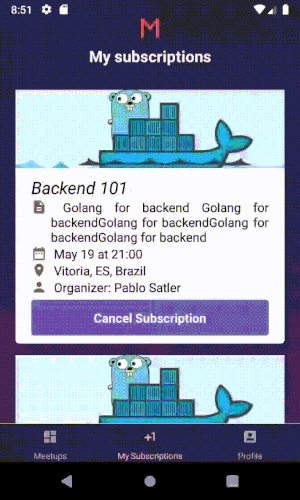 8:51
M
My subscriptions
Backend 101
Golang for backend Golang for
backendGolang for backendGolang for
backendGolang for backend
May 19 at 21:00
Vitoria, ES, Brazil
Organizer: Pablo Satler
Cancel Subscription
+1
Meetups My Subscriptions Profile